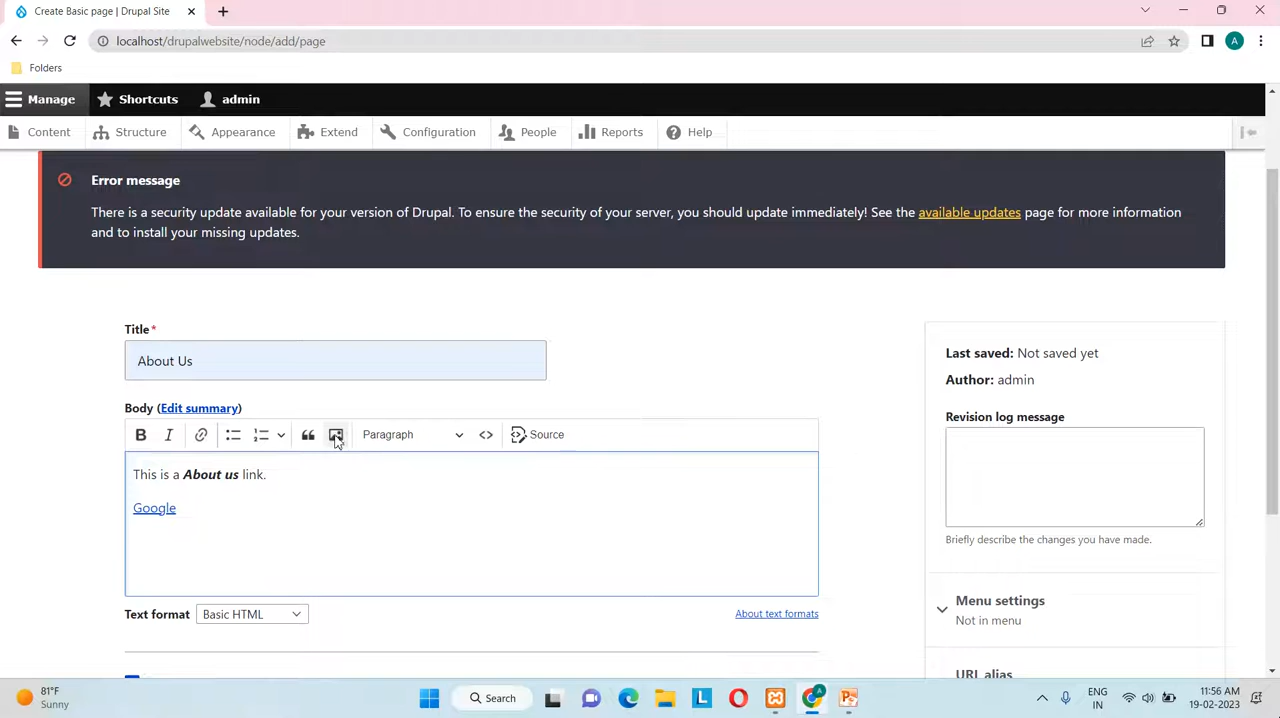 Create Basic page | Drupal Site
localhost/drupalwebsite/node/add/page
A
Folders
Manage Shortcuts admin
Content Structure Appearance Extend Configuration People Reports Help
Error message
There is a security update available for your version of Drupal. To ensure the security of your server, you should update immediately! See the available updates page for more information
and to install your missing updates.
Title*
About Us
Last saved: Not saved yet
Author: admin
Body (Edit summary)
Revision log message
Paragraph Source
This is a About us link.
Google
Briefly describe the changes you have made.
Menu settings
Not in menu
Text format Basic HTML About text formats
URL alias
81°F
Sunny
Search
L
A
ENG
IN
11:56 AM
19-02-2023